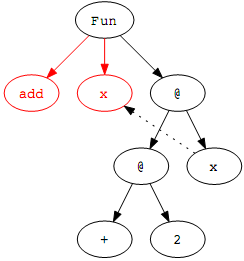 Fun
add x @
@ x
+ 2